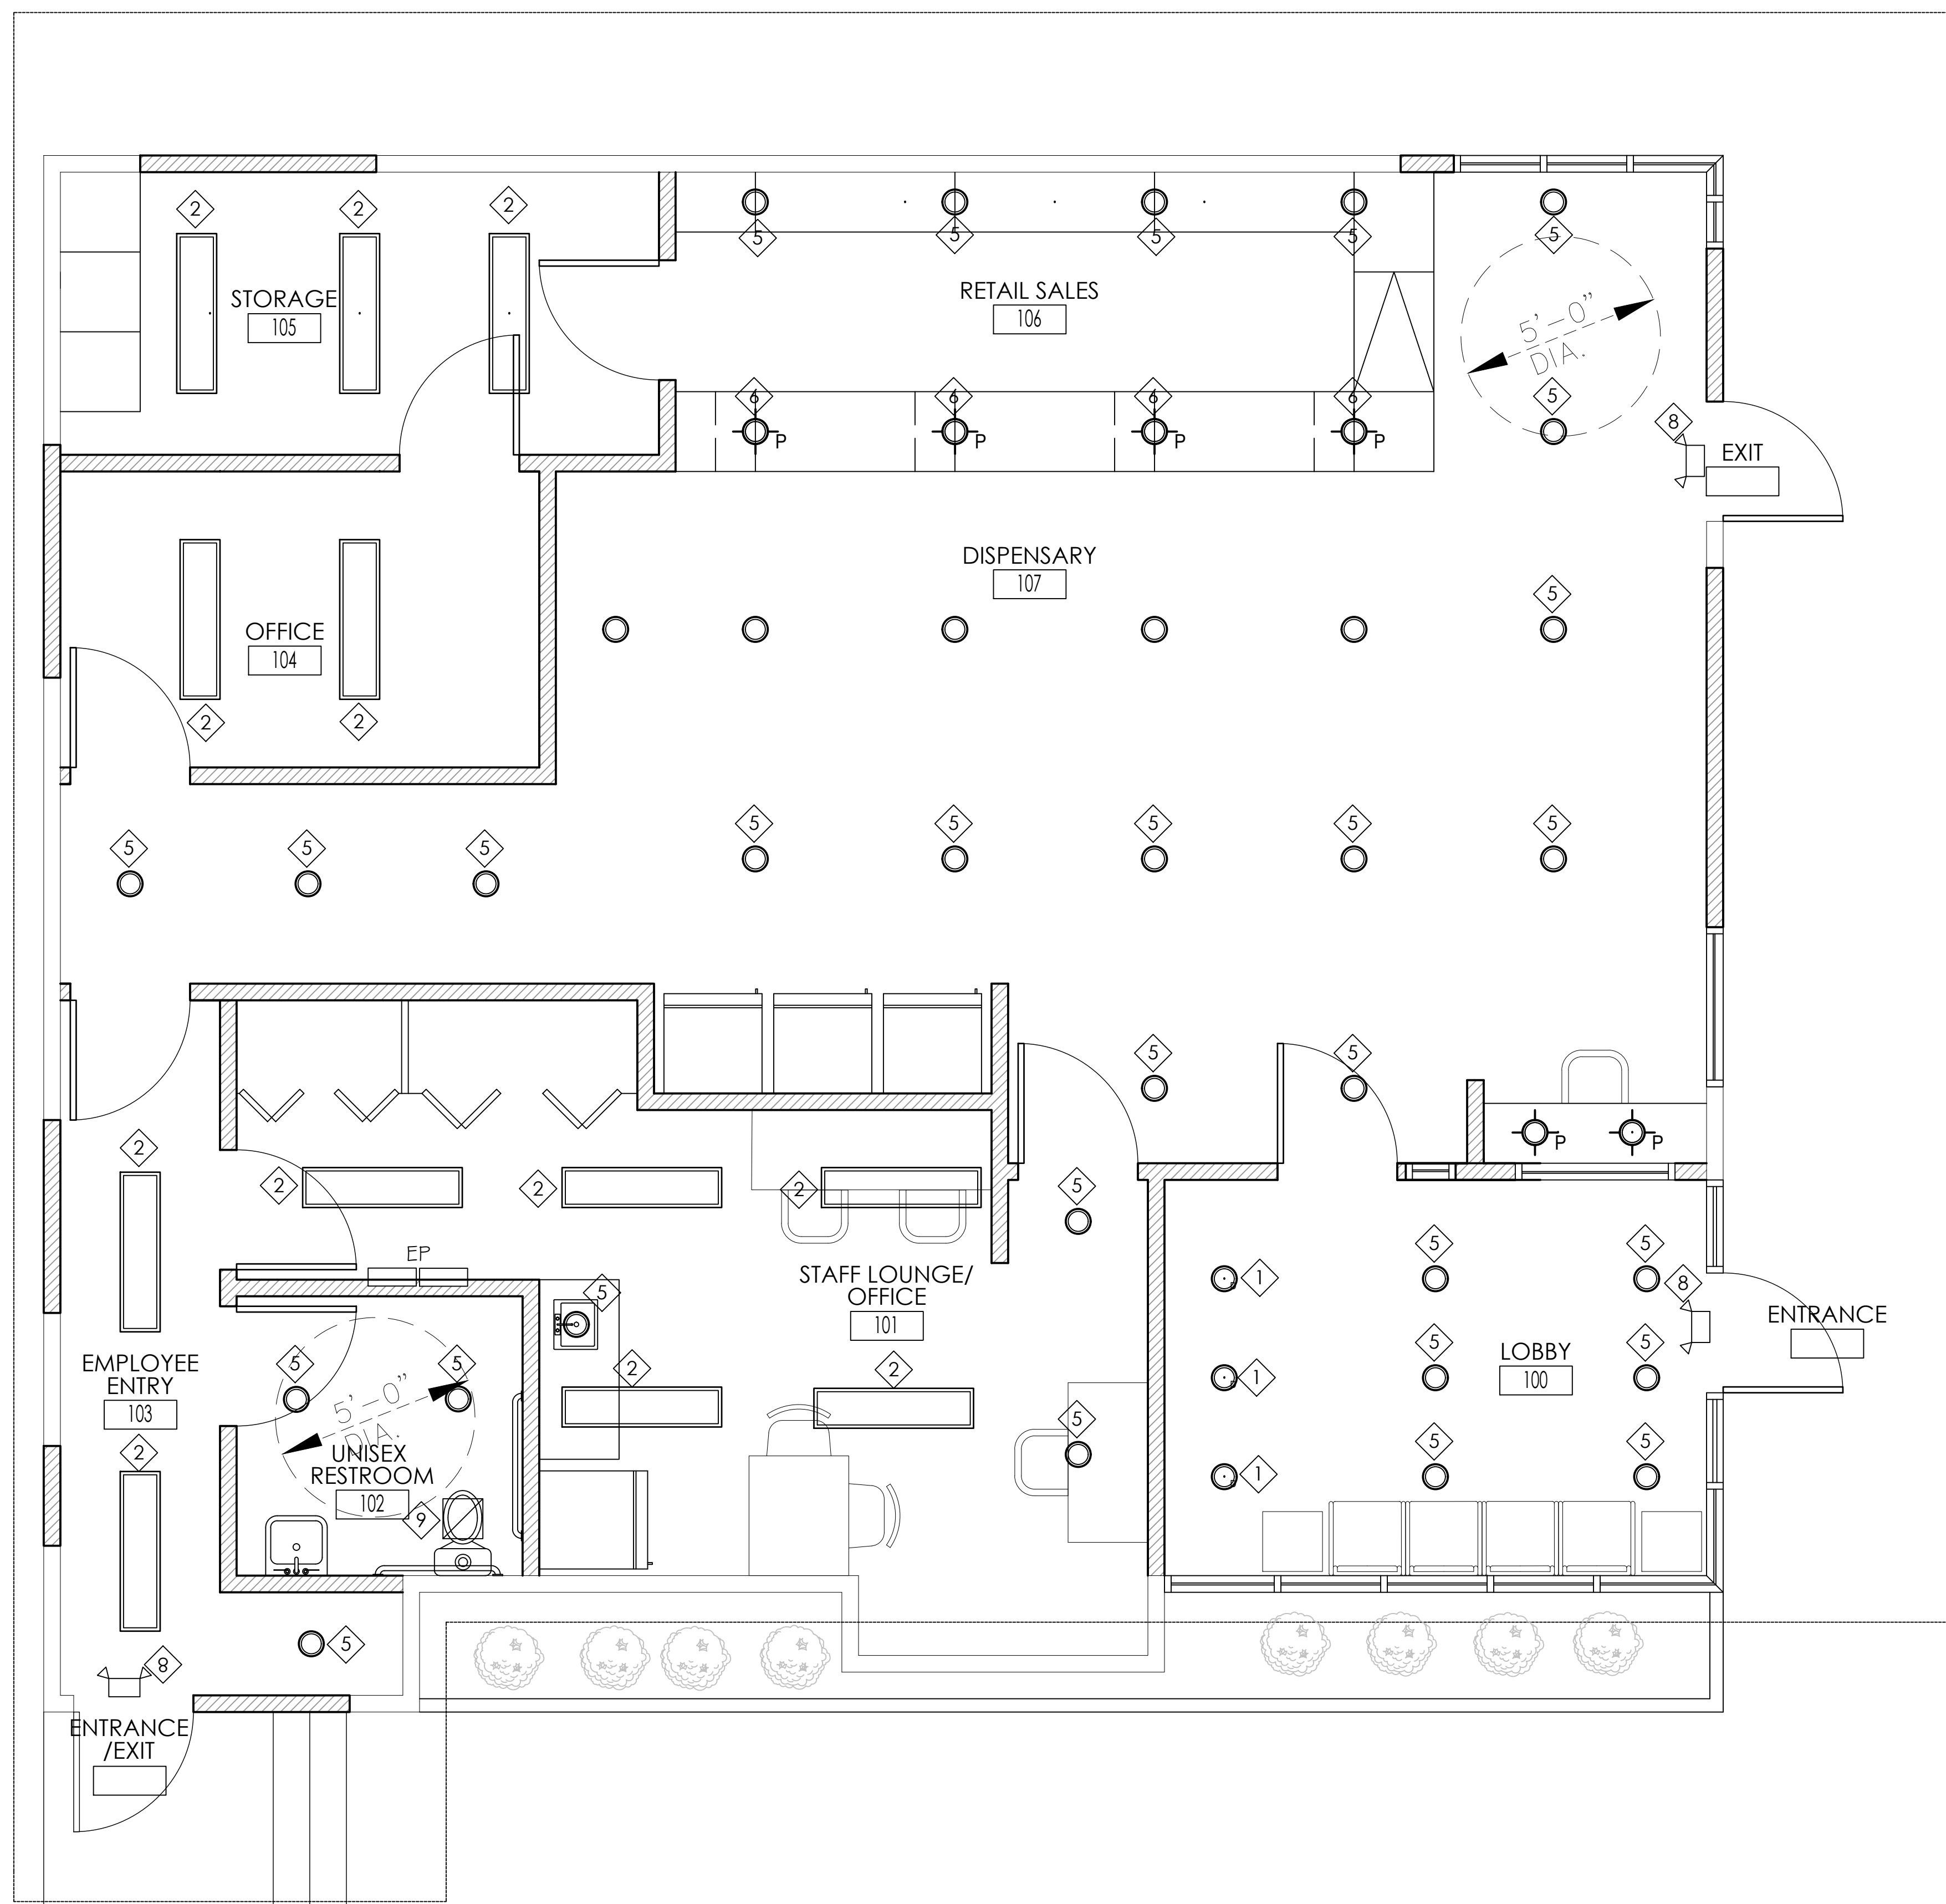 2
2
2
5
5
5
5
5
STORAGE
105
RETAIL SALES
106
5'-0"
DIA.
6
6
6
6
5
8
P
P
P
P
EXIT
DISPENSARY
107
5
OFFICE
104
2
2
5
5
5
5
5
5
5
5
5
5
P
P
2
2
2
2
5
EP
5
5
1
8
STAFF LOUNGE/
OFFICE
101
5
ENTRANCE
EMPLOYEE
ENTRY
103
5
5
5'-0"
DIA.
2
2
5
5
1
LOBBY
100
UNISEX
RESTROOM
102
9
2
5
5
5
1
5
8
ENTRANCE
/EXIT